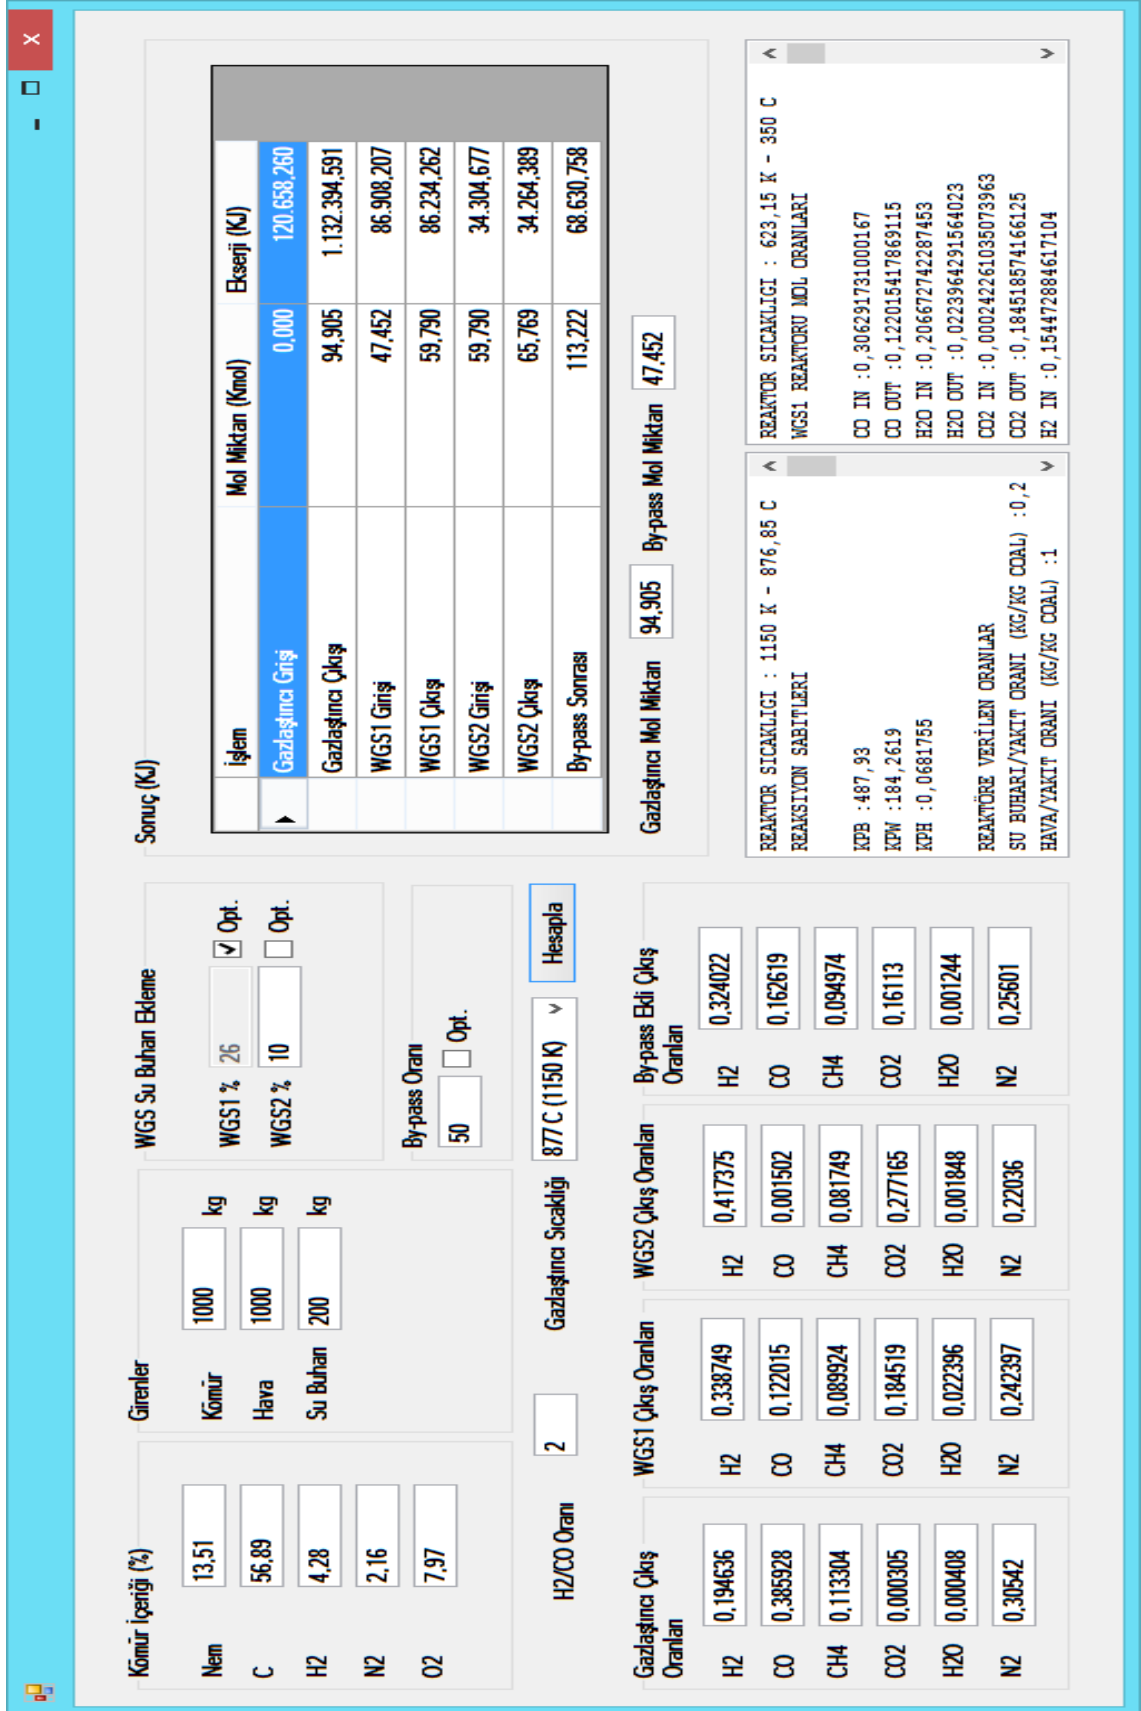 Kömür İçeriği (%)
Nem 13,51
C 56,89
H2 4,28
N2 2,16
O2 7,97
Girenler
Kömür 1000 kg
Hava 1000 kg
Su Buharı 200 kg
WGS Su Buharı Ekleme
WGS1 % 26 Opt.
WGS2 % 10 Opt.
By-pass Oranı
50 Opt.
H2/CO Oranı 2 Gazlaştırıcı Sıcaklığı 877 C (1150 K) Hesapla
Sonuç (KJ)
İşlem Mol Miktarı (Kmol) Ekserji (KJ)
Gazlaştırıcı Girişi 0,000 120.658,260
Gazlaştırıcı Çıkışı 94,905 1.132.394,591
WGS1 Girişi 47,452 86.908,207
WGS1 Çıkışı 59,790 86.234,262
WGS2 Girişi 59,790 34.304,677
WGS2 Çıkışı 65,769 34.264,389
By-pass Sonrası 113,222 68.630,758
Gazlaştırıcı Mol Miktarı 94,905 By-pass Mol Miktarı 47,452
Gazlaştırıcı Çıkış
Oranları
H2 0,194636
CO 0,385928
CH4 0,113304
CO2 0,000305
H2O 0,000408
N2 0,30542
WGS1 Çıkış Oranları
H2 0,338749
CO 0,122015
CH4 0,089924
CO2 0,184519
H2O 0,022396
N2 0,242397
WGS2 Çıkış Oranları
H2 0,417375
CO 0,001502
CH4 0,081749
CO2 0,277165
H2O 0,001848
N2 0,22036
By-pass Ekli Çıkış
Oranları
H2 0,324022
CO 0,162619
CH4 0,094974
CO2 0,16113
H2O 0,001244
N2 0,25601
REAKTOR SICAKLIGI : 1150 K - 876,85 C
REAKSIYON SABITLERI
KPB :487,93
KPW :184,2619
KPH :0,0681755
REAKTÖRE VERİLEN ORANLAR
SU BUHARI/YAKIT ORANI (KG/KG COAL) :0,2
HAVA/YAKIT ORANI (KG/KG COAL) :1
REAKTOR SICAKLIGI : 623,15 K - 350 C
WGS1 REAKTORU MOL ORANLARI
CO IN :0,306291731000167
CO OUT :0,122015417869115
H2O IN :0,206672742287453
H2O OUT :0,0223964291564023
CO2 IN :0,000242261035073963
CO2 OUT :0,184518574166125
H2 IN :0,154472884617104